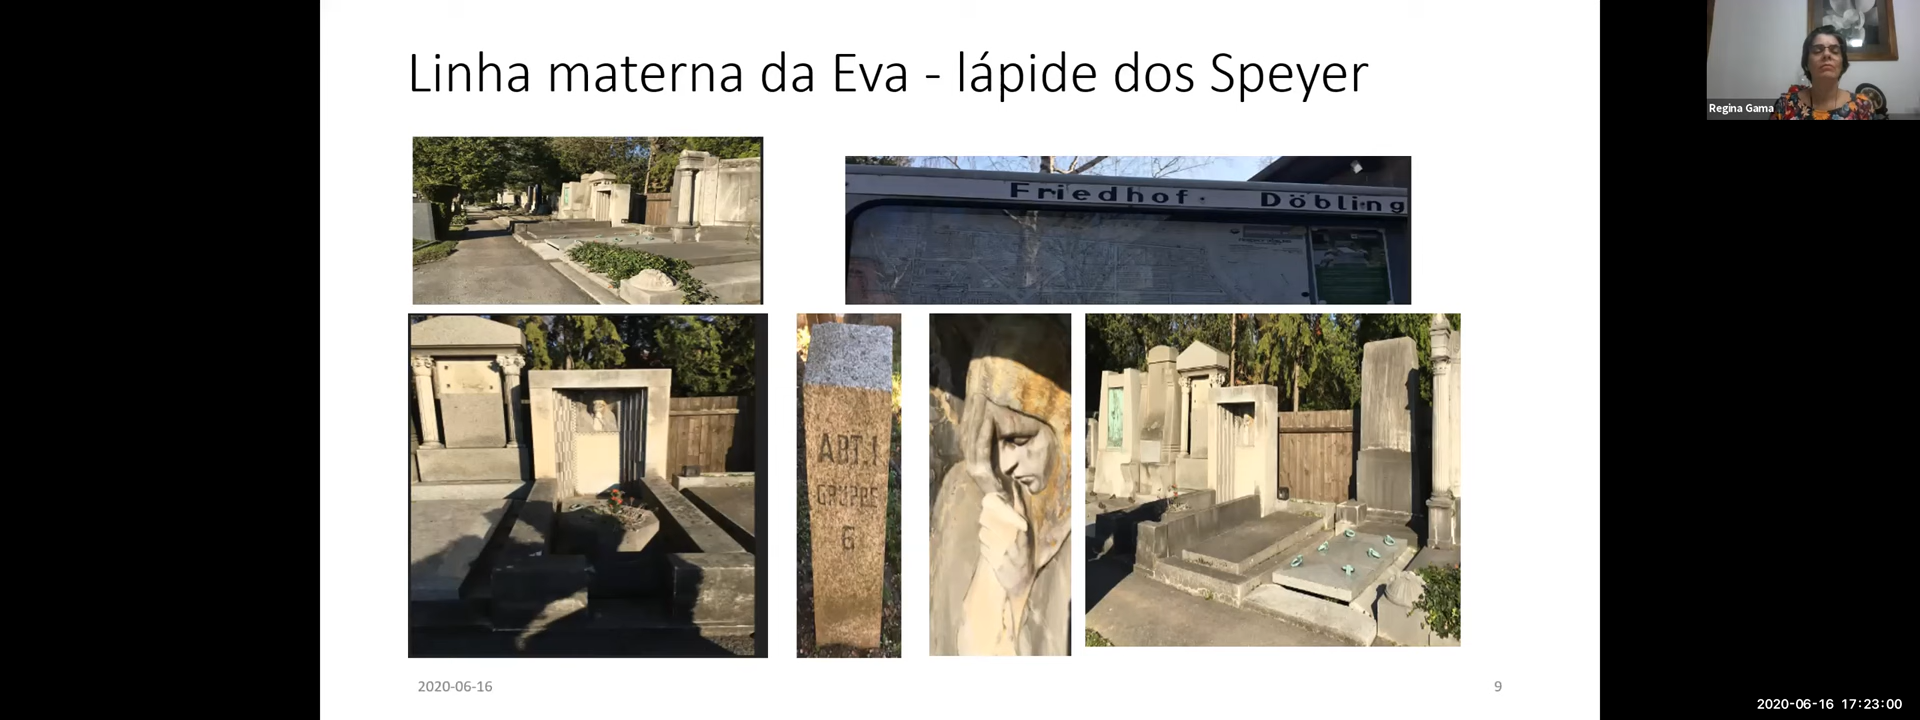 Linha materna da Eva - lápide dos Speyer
Regina Gama
Friedhof Döbling
ABT.1
GRUPPE
6
2020-06-16
9
2020-06-16 17:23:00